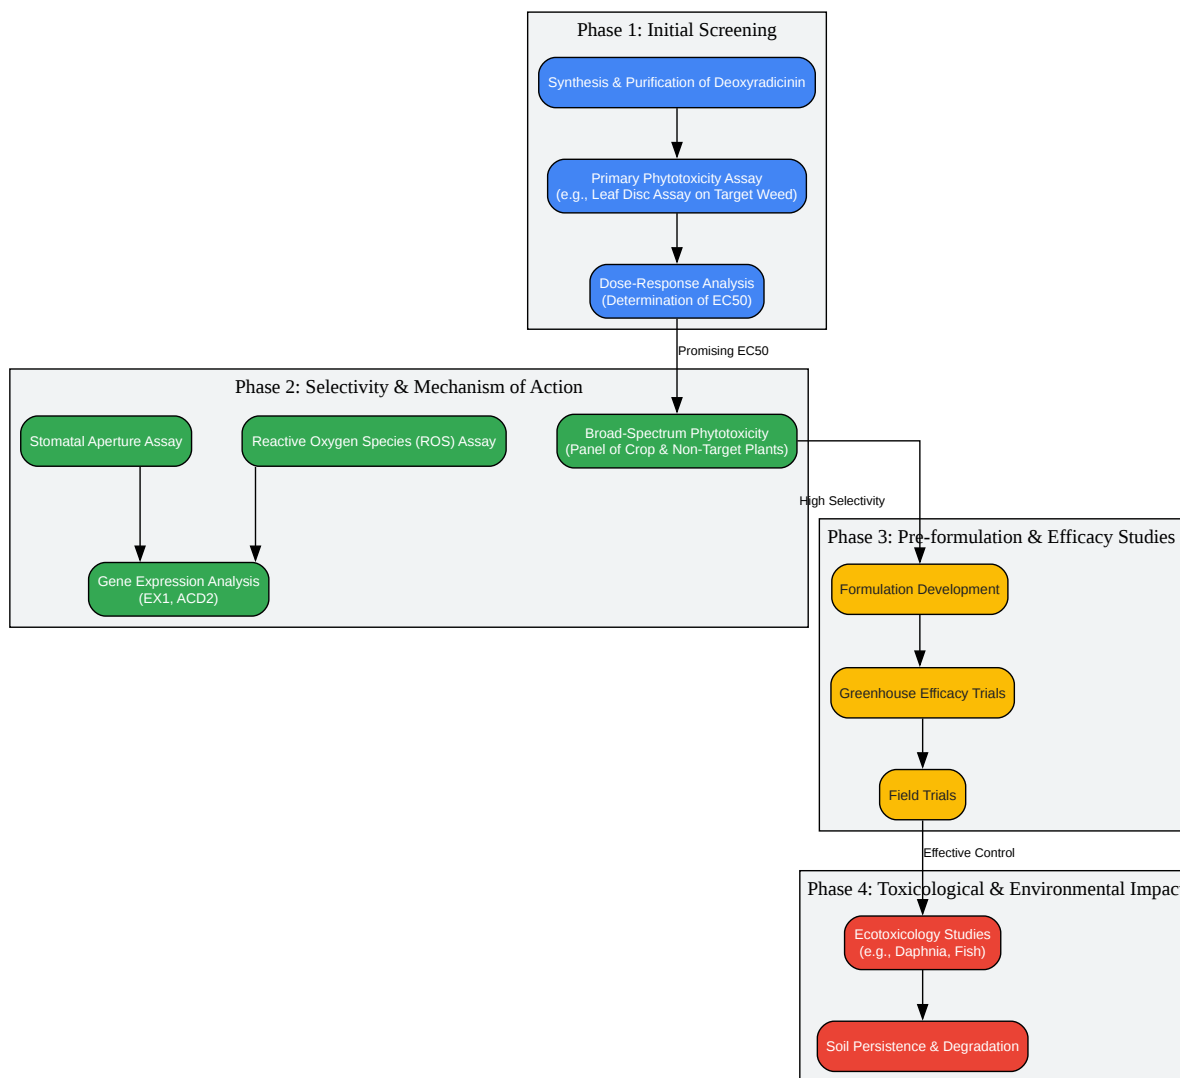 Phase 1: Initial Screening
Synthesis & Purification of Deoxyradicinin
Primary Phytotoxicity Assay
(e.g., Leaf Disc Assay on Target Weed)
Dose-Response Analysis
(Determination of EC50)
Promising EC50
Phase 2: Selectivity & Mechanism of Action
Stomatal Aperture Assay
Reactive Oxygen Species (ROS) Assay
Broad-Spectrum Phytotoxicity
(Panel of Crop & Non-Target Plants)
Gene Expression Analysis
(EX1, ACD2)
High Selectivity
Phase 3: Pre-formulation & Efficacy Studies
Formulation Development
Greenhouse Efficacy Trials
Field Trials
Effective Control
Phase 4: Toxicological & Environmental Impac
Ecotoxicology Studies
(e.g., Daphnia, Fish)
Soil Persistence & Degradation